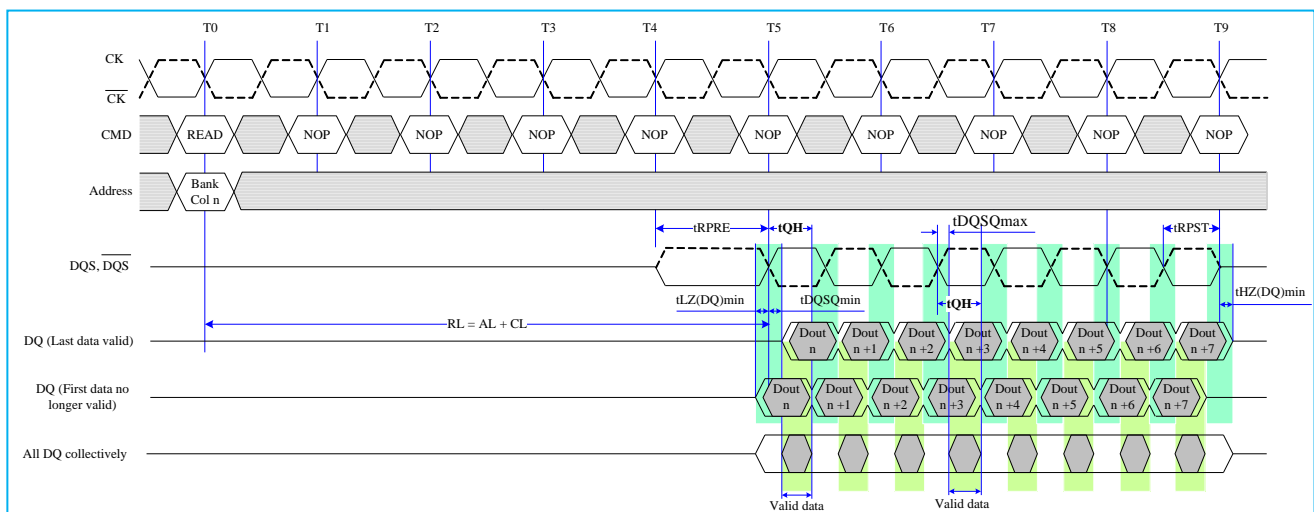 T0 T1 T2 T3 T4 T5 T6 T7 T8 T9
CK
CK
CMD READ NOP NOP NOP NOP NOP NOP NOP NOP NOP
Address Bank
Col n
tRPRE tQH tDQSQmax tRPST
DQS, DQS
tLZ(DQ)min tDQSQmin tQH tHZ(DQ)min
RL = AL + CL
DQ (Last data valid) Dout Dout Dout Dout Dout Dout Dout Dout
n n +1 n +2 n +3 n +4 n +5 n +6 n +7
DQ (First data no
longer valid)
Dout Dout Dout Dout Dout Dout Dout Dout
n n +1 n +2 n +3 n +4 n +5 n +6 n +7
All DQ collectively
Valid data Valid data